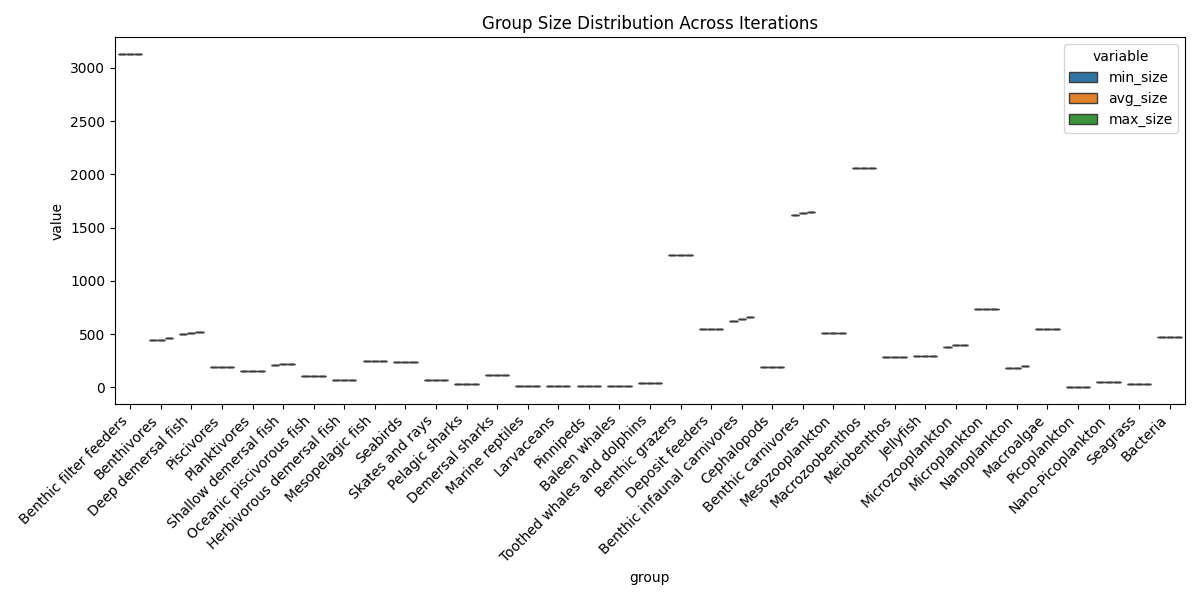 Group Size Distribution Across Iterations
variable
min_size
avg_size
max_size
value
3000
2500
2000
1500
1000
500
0
Benthic filter feeders
Benthivores
Deep demersal fish
Piscivores
Planktivores
Shallow demersal fish
Oceanic piscivorous fish
Herbivorous demersal fish
Mesopelagic fish
Seabirds
Skates and rays
Pelagic sharks
Demersal sharks
Marine reptiles
Larvaceans
Pinnipeds
Baleen whales
Toothed whales and dolphins
Benthic grazers
Deposit feeders
Benthic infaunal carnivores
Cephalopods
Benthic carnivores
Mesozooplankton
Macrozoobenthos
Meiobenthos
Jellyfish
Microzooplankton
Microplankton
Nanoplankton
Macroalgae
Picoplankton
Nano-Picoplankton
Seagrass
Bacteria
group